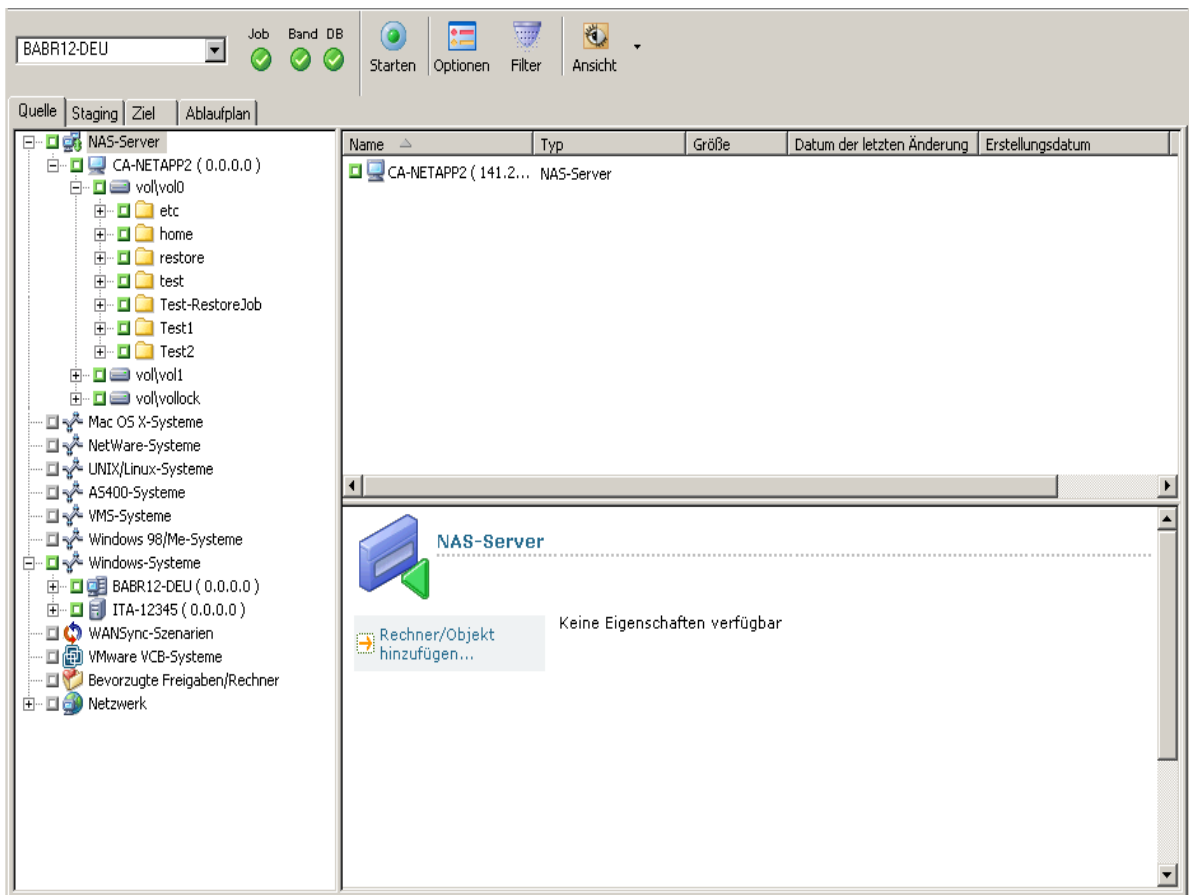 BABR12-DEU
Job Band DB
Starten
Optionen
Filter
Ansicht
Quelle
Staging
Ziel
Ablaufplan
NAS-Server
CA-NETAPP2 ( 0.0.0.0 )
vol\vol0
etc
home
restore
test
Test-RestoreJob
Test1
Test2
vol\vol1
vol\vollock
Mac OS X-Systeme
NetWare-Systeme
UNIX/Linux-Systeme
AS400-Systeme
VMS-Systeme
Windows 98/Me-Systeme
Windows-Systeme
BABR12-DEU ( 0.0.0.0 )
ITA-12345 ( 0.0.0.0 )
WANSync-Szenarien
VMware VCB-Systeme
Bevorzugte Freigaben/Rechner
Netzwerk
Name
Typ
Größe
Datum der letzten Änderung
Erstellungsdatum
CA-NETAPP2 ( 141.2... NAS-Server
NAS-Server
Rechner/Objekt
hinzufügen...
Keine Eigenschaften verfügbar